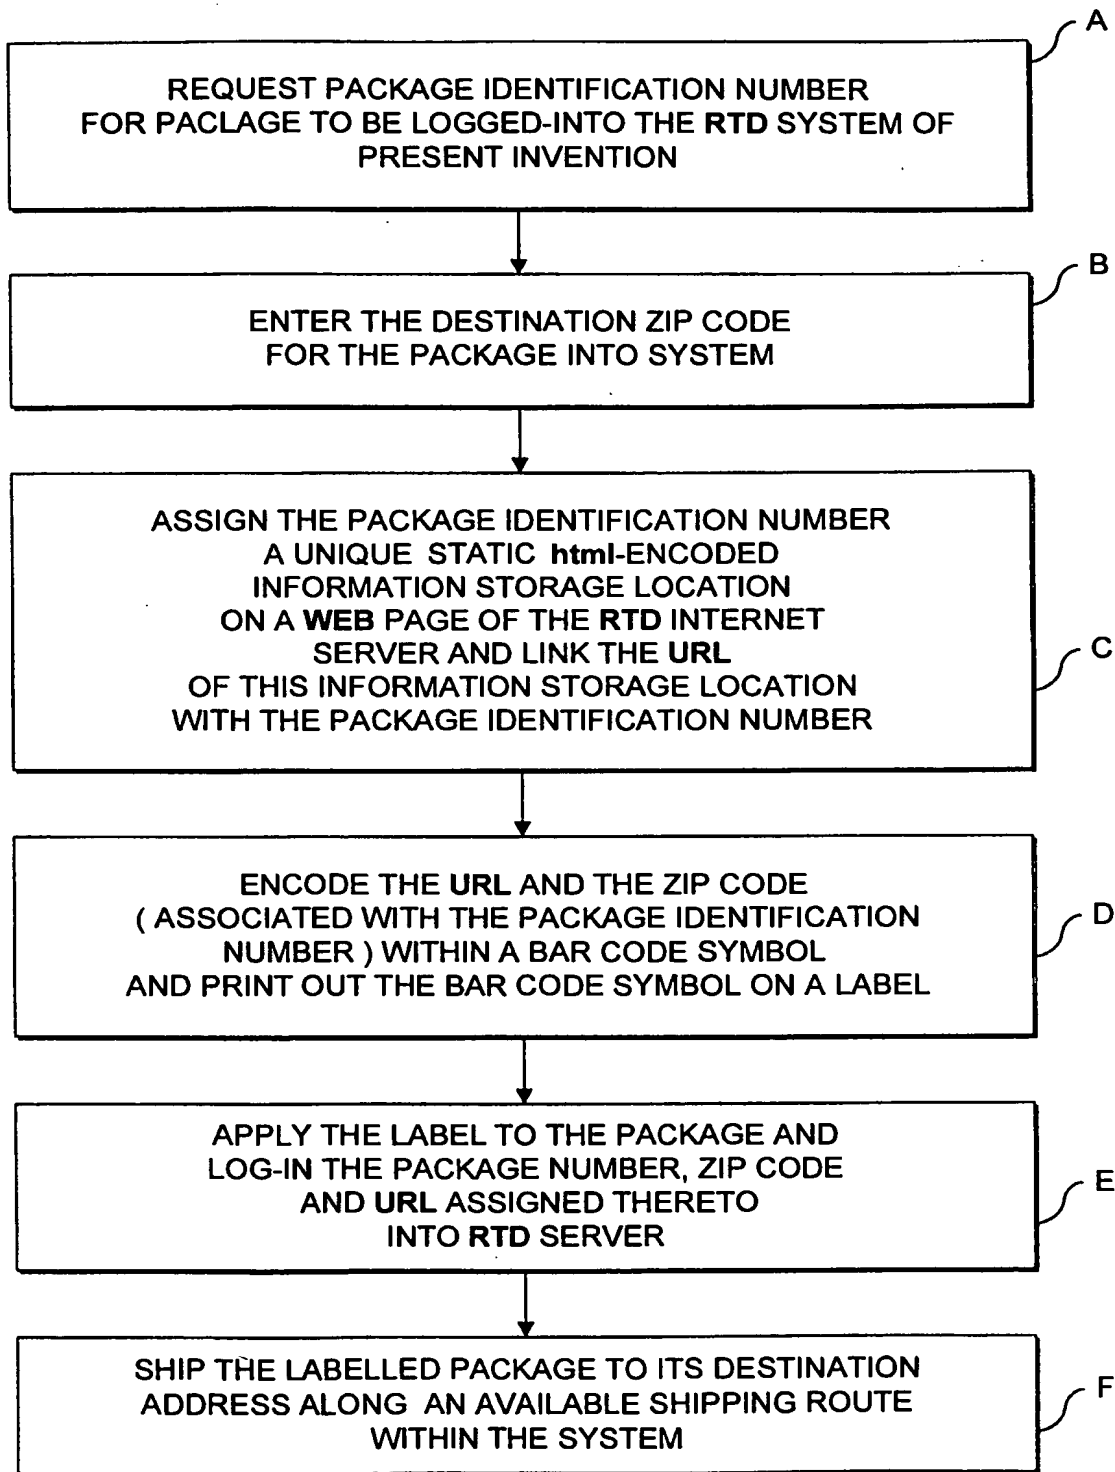 A
REQUEST PACKAGE IDENTIFICATION NUMBER
FOR PACLAGE TO BE LOGGED-INTO THE RTD SYSTEM OF
PRESENT INVENTION
B
ENTER THE DESTINATION ZIP CODE
FOR THE PACKAGE INTO SYSTEM
ASSIGN THE PACKAGE IDENTIFICATION NUMBER
A UNIQUE STATIC html-ENCODED
INFORMATION STORAGE LOCATION
ON A WEB PAGE OF THE RTD INTERNET
SERVER AND LINK THE URL
OF THIS INFORMATION STORAGE LOCATION
WITH THE PACKAGE IDENTIFICATION NUMBER
C
ENCODE THE URL AND THE ZIP CODE
( ASSOCIATED WITH THE PACKAGE IDENTIFICATION
NUMBER ) WITHIN A BAR CODE SYMBOL
AND PRINT OUT THE BAR CODE SYMBOL ON A LABEL
D
APPLY THE LABEL TO THE PACKAGE AND
LOG-IN THE PACKAGE NUMBER, ZIP CODE
AND URL ASSIGNED THERETO
INTO RTD SERVER
E
SHIP THE LABELLED PACKAGE TO ITS DESTINATION
ADDRESS ALONG AN AVAILABLE SHIPPING ROUTE
WITHIN THE SYSTEM
F